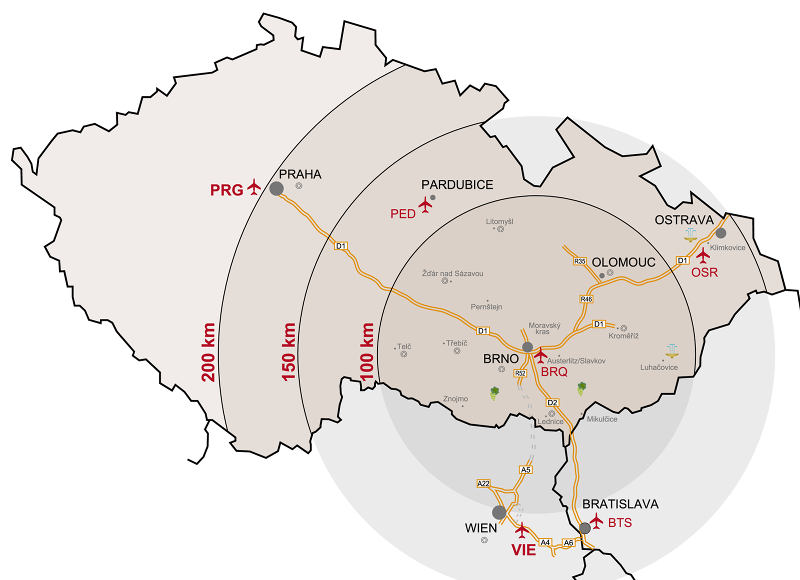 PRAHA
PRG
PARDUBICE
PED
Litomyšl
OSTRAVA
Klimkovice
D1
OSR
D1
R35
OLOMOUC
Žďár nad Sázavou
R46
Pernštejn
200 km
150 km
100 km
D1
Moravský
kras
D1
Kroměříž
Telč
Třebíč
BRNO
Austerlitz/Slavkov
BRQ
Luhačovice
R52
Znojmo
D2
Lednice
Mikulčice
A5
A22
BRATISLAVA
BTS
WIEN
VIE
A4
A6